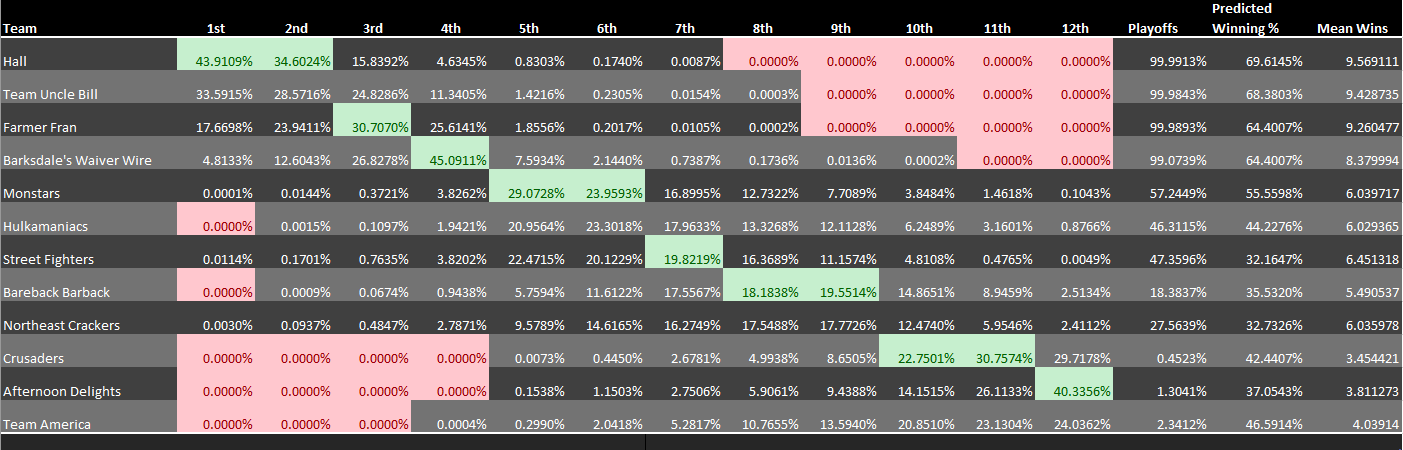 Predicted
Team 1st 2nd 3rd 4th 5th 6th 7th 8th 9th 10th 11th 12th Playoffs Winning % Mean Wins
Hall 43.9109% 34.6024% 15.8392% 4.6345% 0.8303% 0.1740% 0.0087% 0.0000% 0.0000% 0.0000% 0.0000% 0.0000% 99.9913% 69.6145% 9.569111
Team Uncle Bill 33.5915% 28.5716% 24.8286% 11.3405% 1.4216% 0.2305% 0.0154% 0.0003% 0.0000% 0.0000% 0.0000% 0.0000% 99.9843% 68.3803% 9.428735
Farmer Fran 17.6698% 23.9411% 30.7070% 25.6141% 1.8556% 0.2017% 0.0105% 0.0002% 0.0000% 0.0000% 0.0000% 0.0000% 99.9893% 64.4007% 9.260477
Barksdale's Waiver Wire 4.8133% 12.6043% 26.8278% 45.0911% 7.5934% 2.1440% 0.7387% 0.1736% 0.0136% 0.0002% 0.0000% 0.0000% 99.0739% 64.4007% 8.379994
Monstars 0.0001% 0.0144% 0.3721% 3.8262% 29.0728% 23.9593% 16.8995% 12.7322% 7.7089% 3.8484% 1.4618% 0.1043% 57.2449% 55.5598% 6.039717
Hulkamaniacs 0.0000% 0.0015% 0.1097% 1.9421% 20.9564% 23.3018% 17.9633% 13.3268% 12.1128% 6.2489% 3.1601% 0.8766% 46.3115% 44.2276% 6.029365
Street Fighters 0.0114% 0.1701% 0.7635% 3.8202% 22.4715% 20.1229% 19.8219% 16.3689% 11.1574% 4.8108% 0.4765% 0.0049% 47.3596% 32.1647% 6.451318
Bareback Barback 0.0000% 0.0009% 0.0674% 0.9438% 5.7594% 11.6122% 17.5567% 18.1838% 19.5514% 14.8651% 8.9459% 2.5134% 18.3837% 35.5320% 5.490537
Northeast Crackers 0.0030% 0.0937% 0.4847% 2.7871% 9.5789% 14.6165% 16.2749% 17.5488% 17.7726% 12.4740% 5.9546% 2.4112% 27.5639% 32.7326% 6.035978
Crusaders 0.0000% 0.0000% 0.0000% 0.0000% 0.0073% 0.4450% 2.6781% 4.9938% 8.6505% 22.7501% 30.7574% 29.7178% 0.4523% 42.4407% 3.454421
Afternoon Delights 0.0000% 0.0000% 0.0000% 0.0000% 0.1538% 1.1503% 2.7506% 5.9061% 9.4388% 14.1515% 26.1133% 40.3356% 1.3041% 37.0543% 3.811273
Team America 0.0000% 0.0000% 0.0000% 0.0004% 0.2990% 2.0418% 5.2817% 10.7655% 13.5940% 20.8510% 23.1304% 24.0362% 2.3412% 46.5914% 4.03914